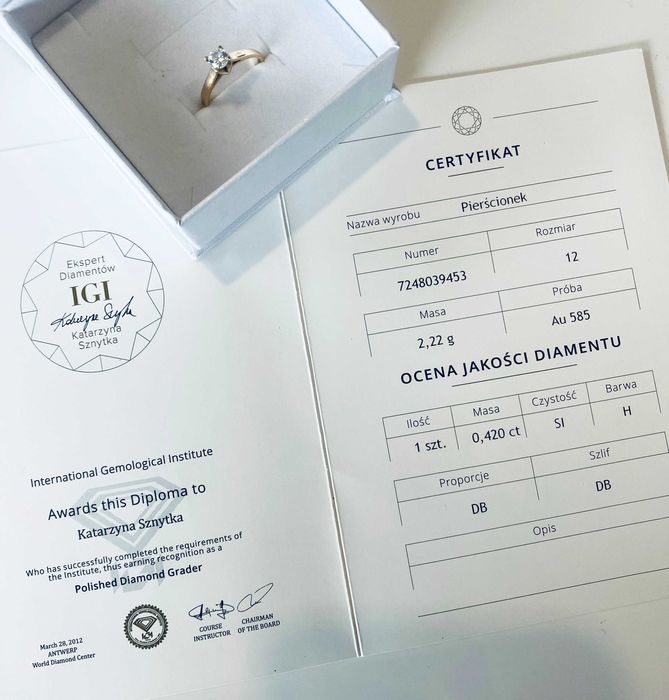 Ekspert
Diamentów
IGI
Katarzyna
Sznytka
International Gemological Institute
Awards this Diploma to
Katarzyna Sznytka
Who has successfully completed the requirements of
the Institute, thus earning recognition as a
Polished Diamond Grader
March 28, 2012
ANTWERP
World Diamond Center
COURSE
INSTRUCTOR
CHAIRMAN
OF THE BOARD
CERTYFIKAT
Nazwa wyrobu Pierścionek
Numer Rozmiar
7248039453 12
Masa Próba
2,22 g Au 585
OCENA JAKOŚCI DIAMENTU
Ilość Masa Czystość Barwa
1 szt. 0,420 ct SI H
Proporcje Szlif
DB DB
Opis